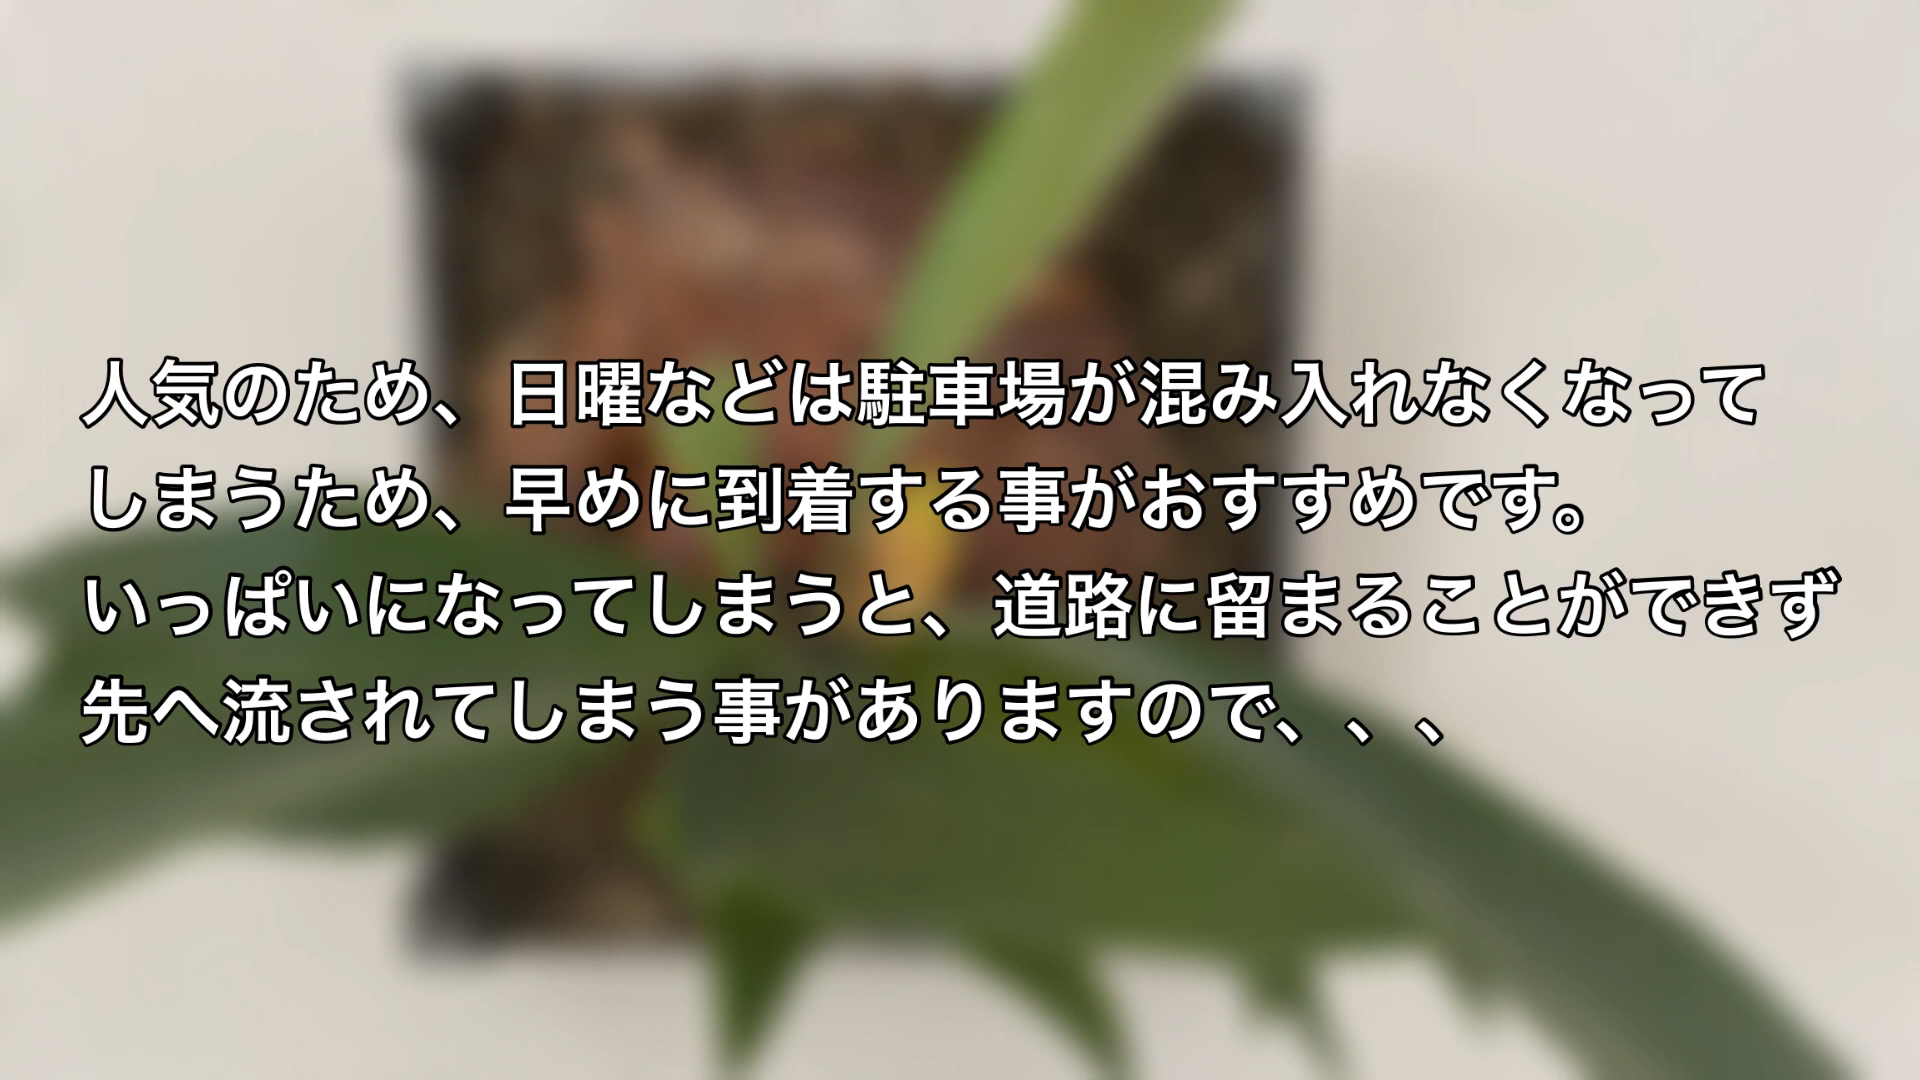 人気のため、日曜などは駐車場が混み入れなくなって
しまうため、早めに到着する事がおすすめです。
いっぱいになってしまうと、道路に留まることができず
先へ流されてしまう事がありますので、、、